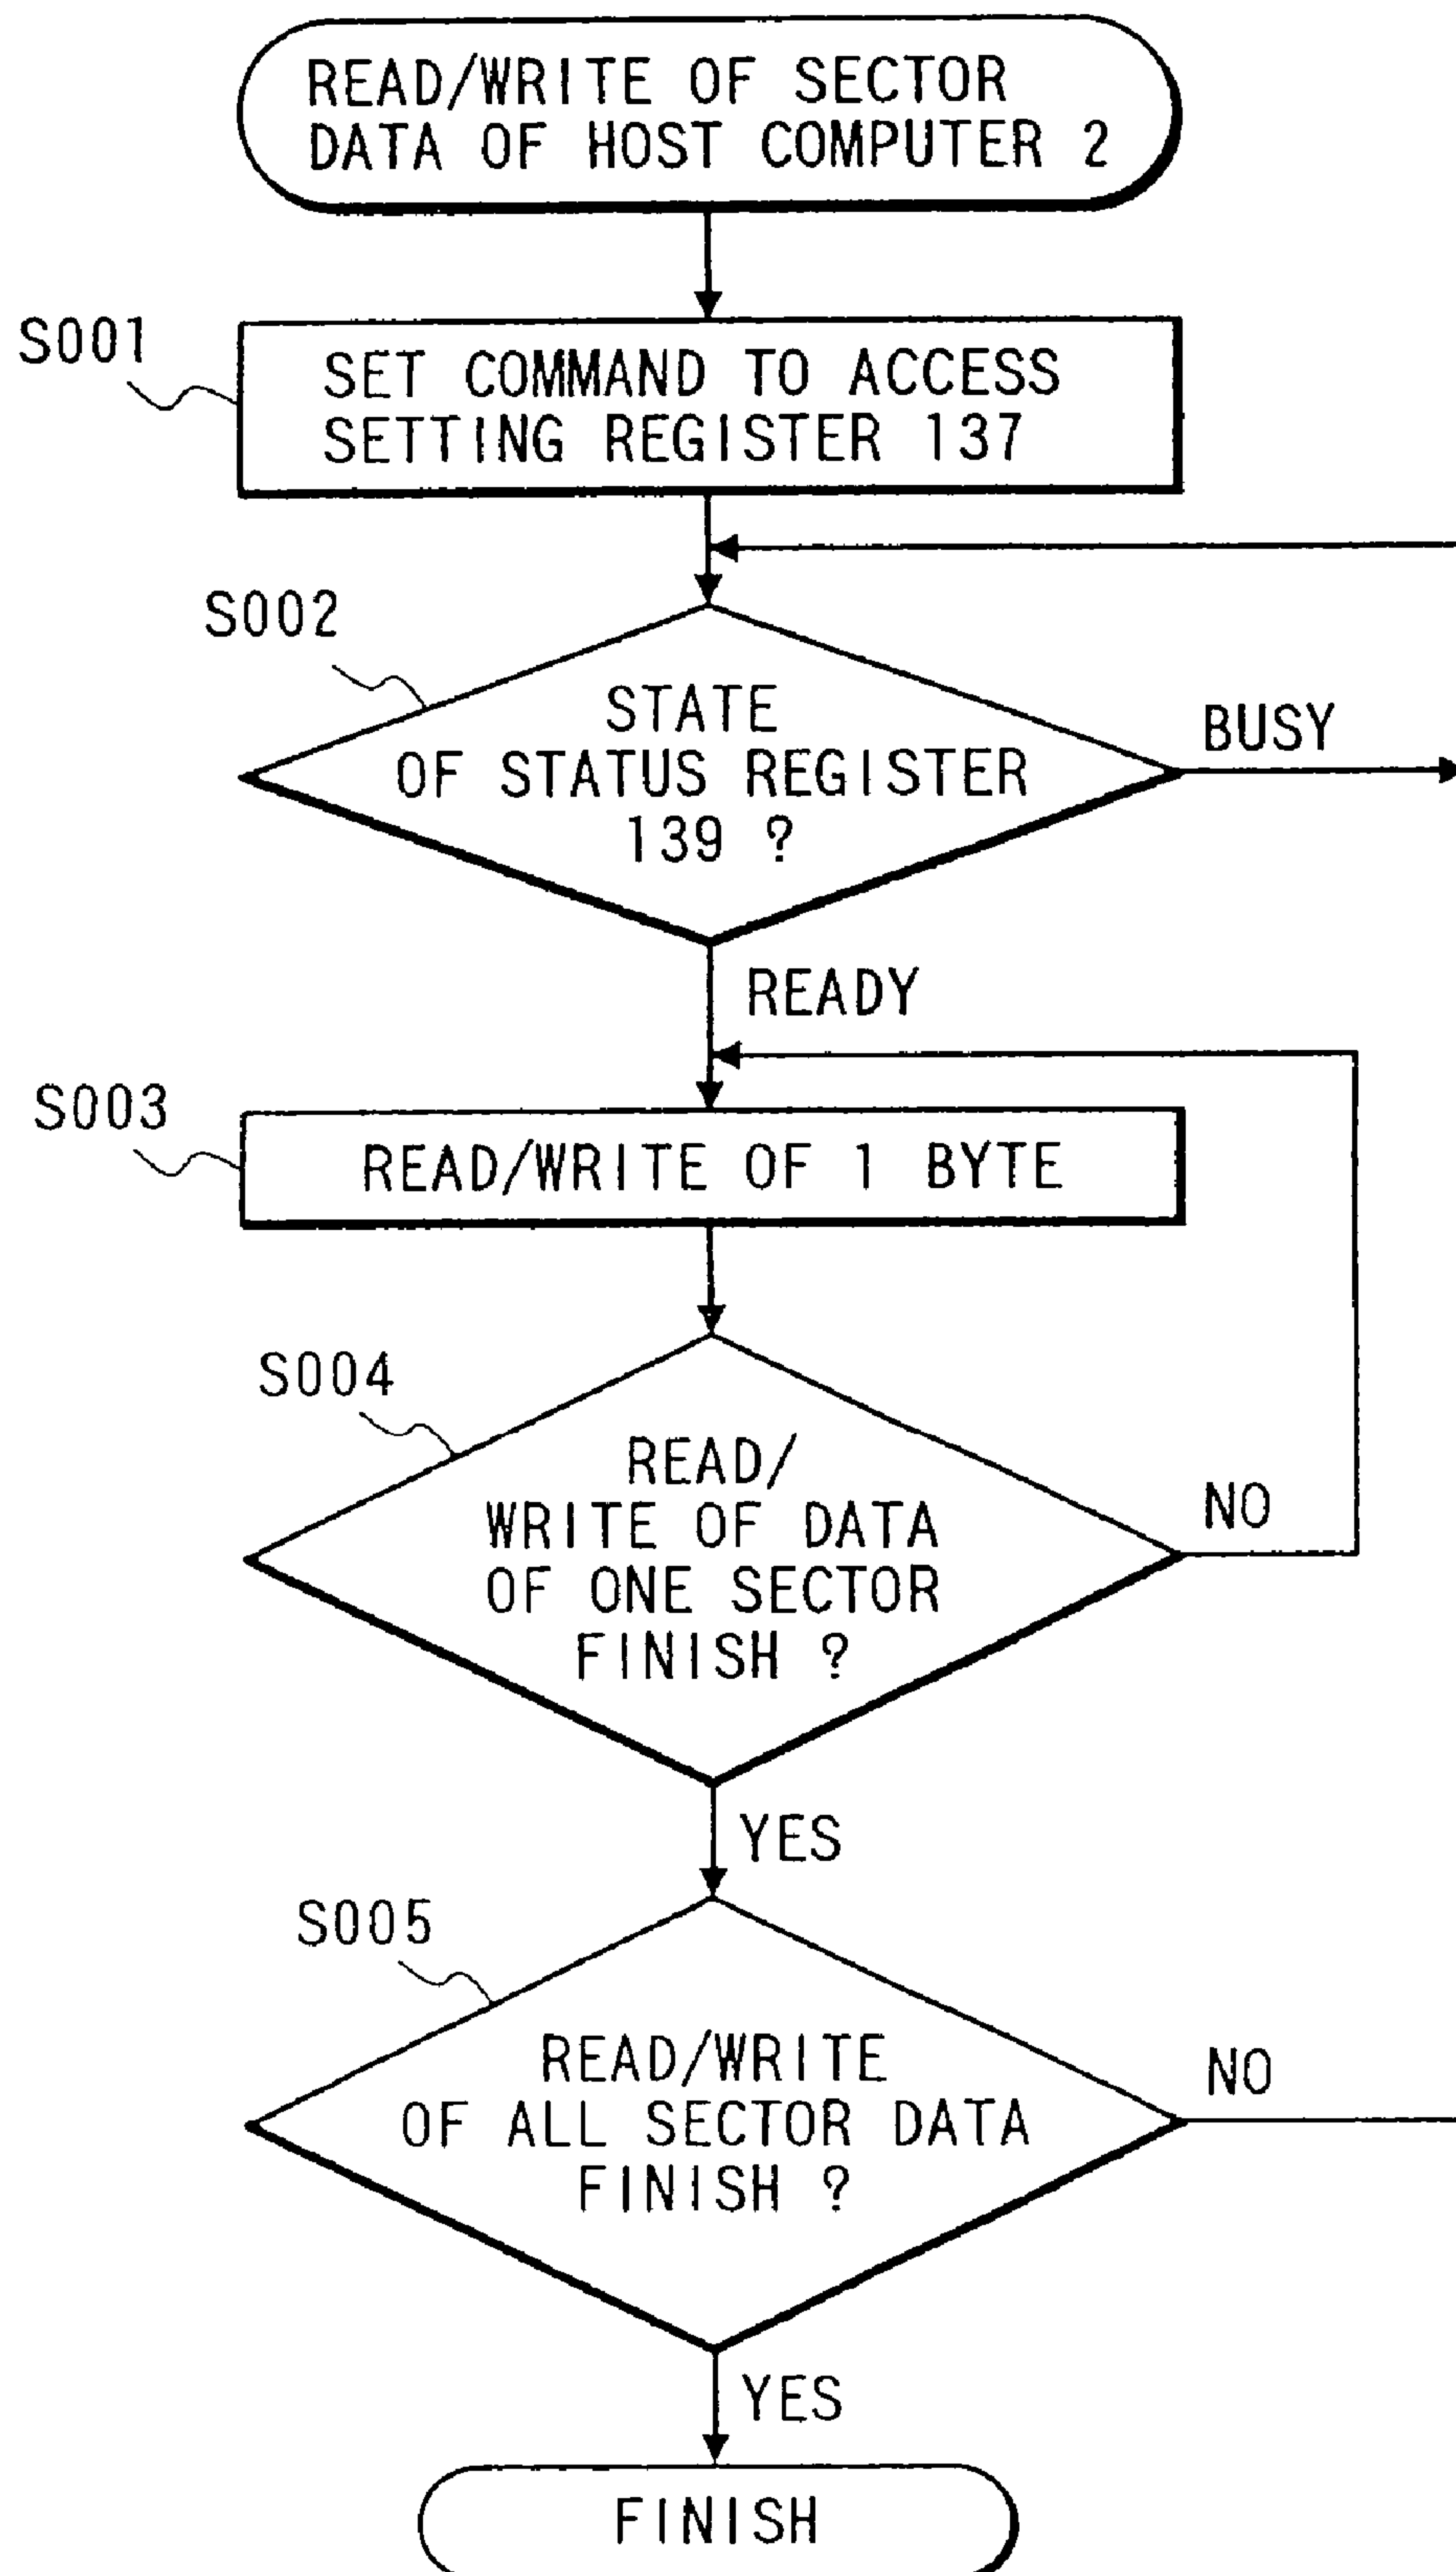 READ/WRITE OF SECTOR
DATA OF HOST COMPUTER 2
S001
SET COMMAND TO ACCESS
SETTING REGISTER 137
S002
STATE
OF STATUS REGISTER
139 ?
BUSY
READY
S003
READ/WRITE OF 1 BYTE
S004
READ/
WRITE OF DATA
OF ONE SECTOR
FINISH ?
NO
YES
S005
READ/WRITE
OF ALL SECTOR DATA
FINISH ?
NO
YES
FINISH